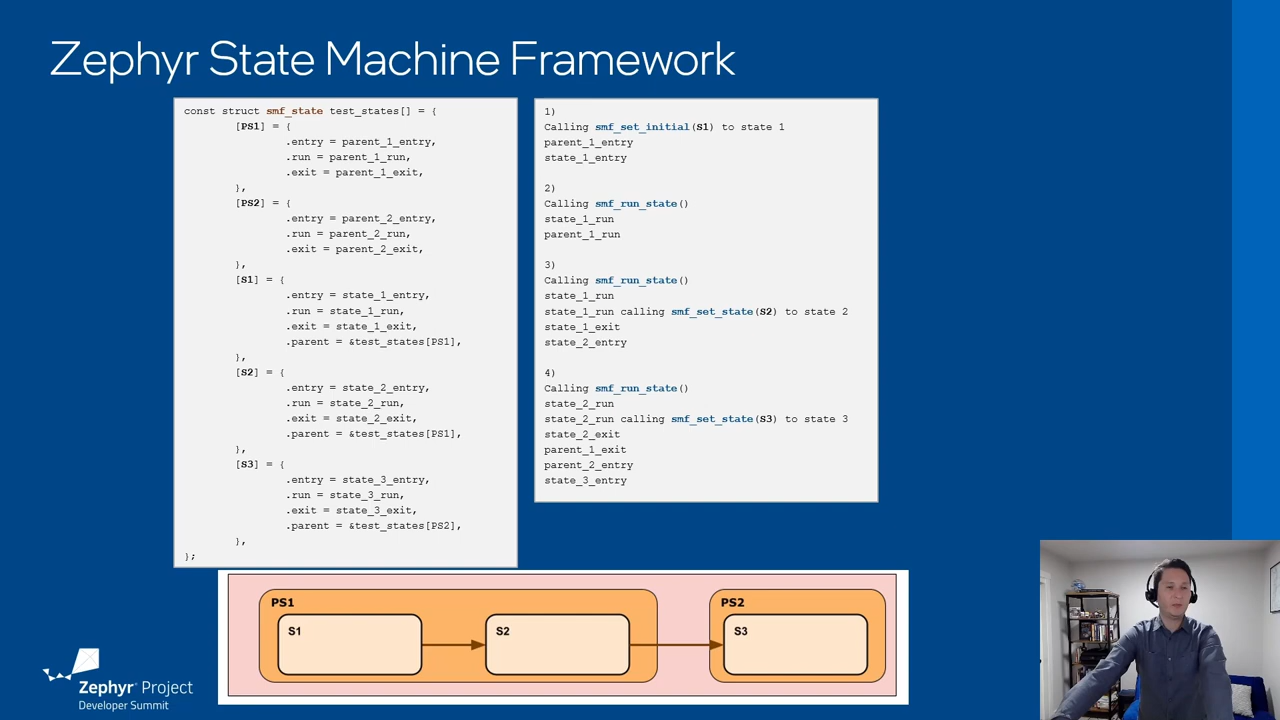 Zephyr State Machine Framework
const struct smf_state test_states[] = {
[PS1] = {
.entry = parent_1_entry,
.run = parent_1_run,
.exit = parent_1_exit,
},
[PS2] = {
.entry = parent_2_entry,
.run = parent_2_run,
.exit = parent_2_exit,
},
[S1] = {
.entry = state_1_entry,
.run = state_1_run,
.exit = state_1_exit,
.parent = &test_states[PS1],
},
[S2] = {
.entry = state_2_entry,
.run = state_2_run,
.exit = state_2_exit,
.parent = &test_states[PS1],
},
[S3] = {
.entry = state_3_entry,
.run = state_3_run,
.exit = state_3_exit,
.parent = &test_states[PS2],
},
};
1)
Calling smf_set_initial(S1) to state 1
parent_1_entry
state_1_entry
2)
Calling smf_run_state()
state_1_run
parent_1_run
3)
Calling smf_run_state()
state_1_run
state_1_run calling smf_set_state(S2) to state 2
state_1_exit
state_2_entry
4)
Calling smf_run_state()
state_2_run
state_2_run calling smf_set_state(S3) to state 3
state_2_exit
parent_1_exit
parent_2_entry
state_3_entry
PS1
S1
S2
PS2
S3
Zephyr Project
Developer Summit